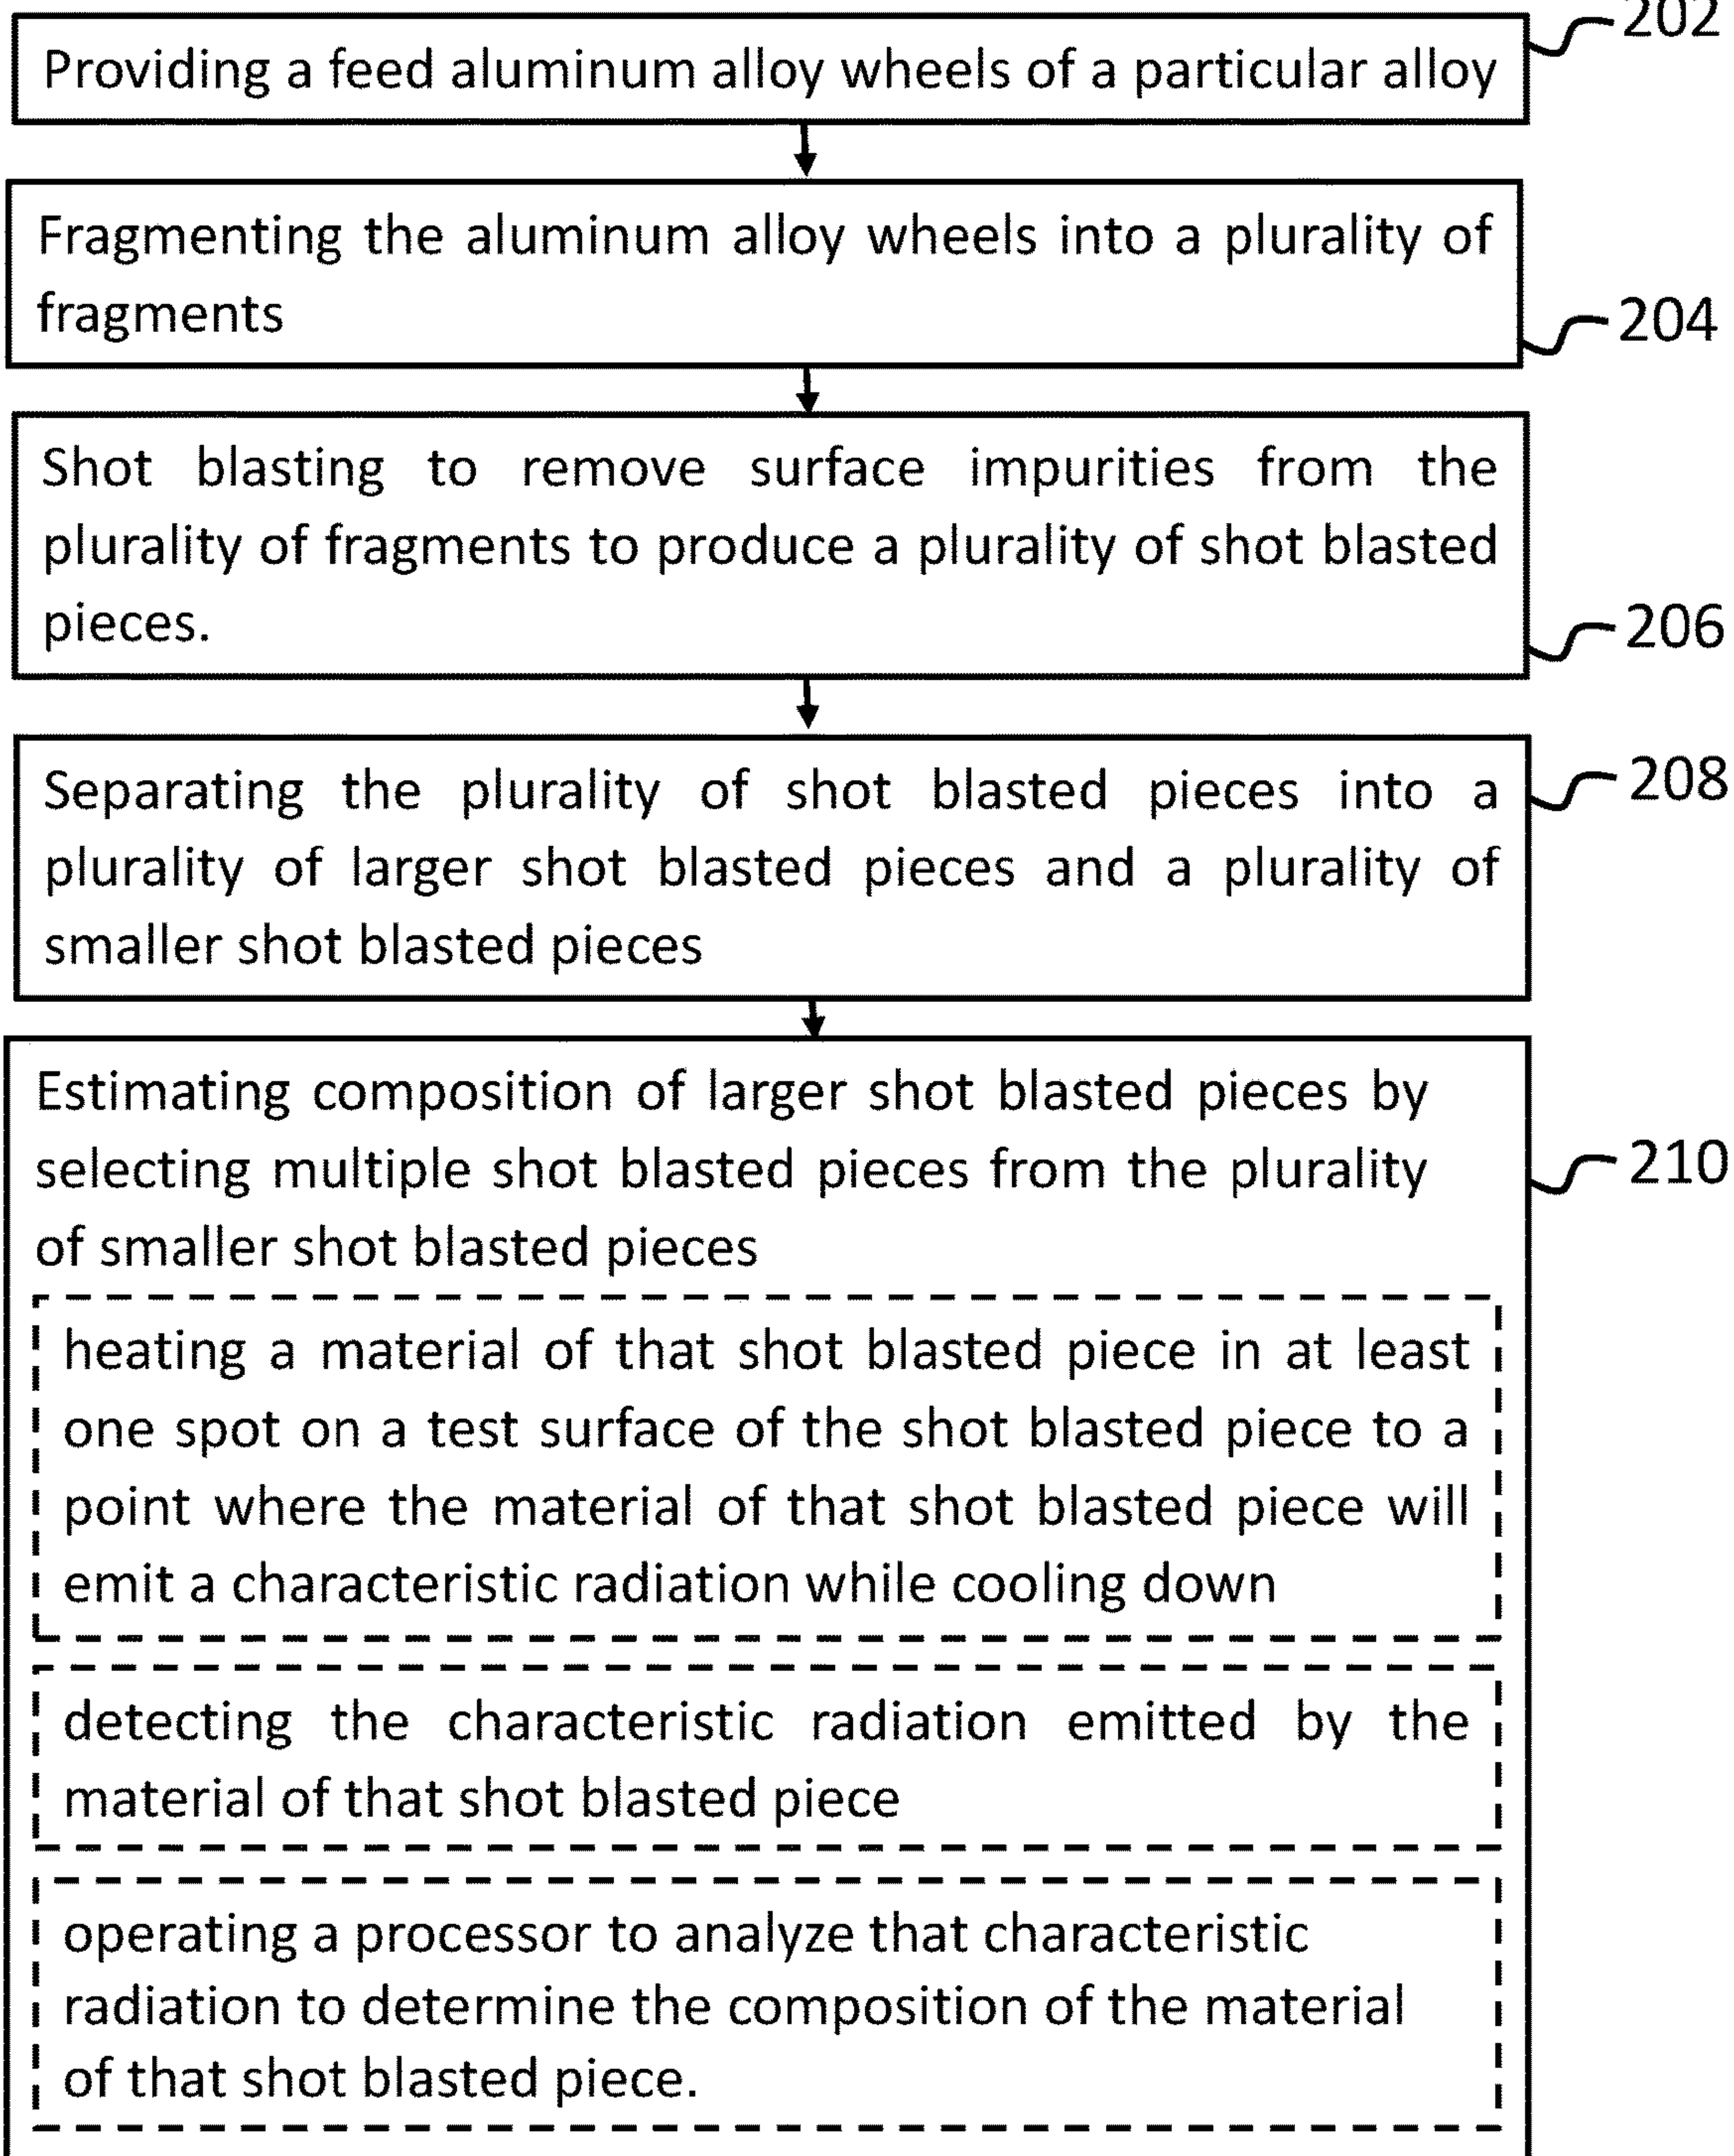 202
Providing a feed aluminum alloy wheels of a particular alloy
Fragmenting the aluminum alloy wheels into a plurality of
fragments
204
Shot blasting to remove surface impurities from the
plurality of fragments to produce a plurality of shot blasted
pieces.
206
Separating the plurality of shot blasted pieces into a
208
plurality of larger shot blasted pieces and a plurality of
smaller shot blasted pieces
Estimating composition of larger shot blasted pieces by
selecting multiple shot blasted pieces from the plurality
210
of smaller shot blasted pieces
heating a material of that shot blasted piece in at least
one spot on a test surface of the shot blasted piece to a
point where the material of that shot blasted piece will
emit a characteristic radiation while cooling down
detecting the characteristic radiation emitted by the
material of that shot blasted piece
operating a processor to analyze that characteristic
radiation to determine the composition of the material
of that shot blasted piece.